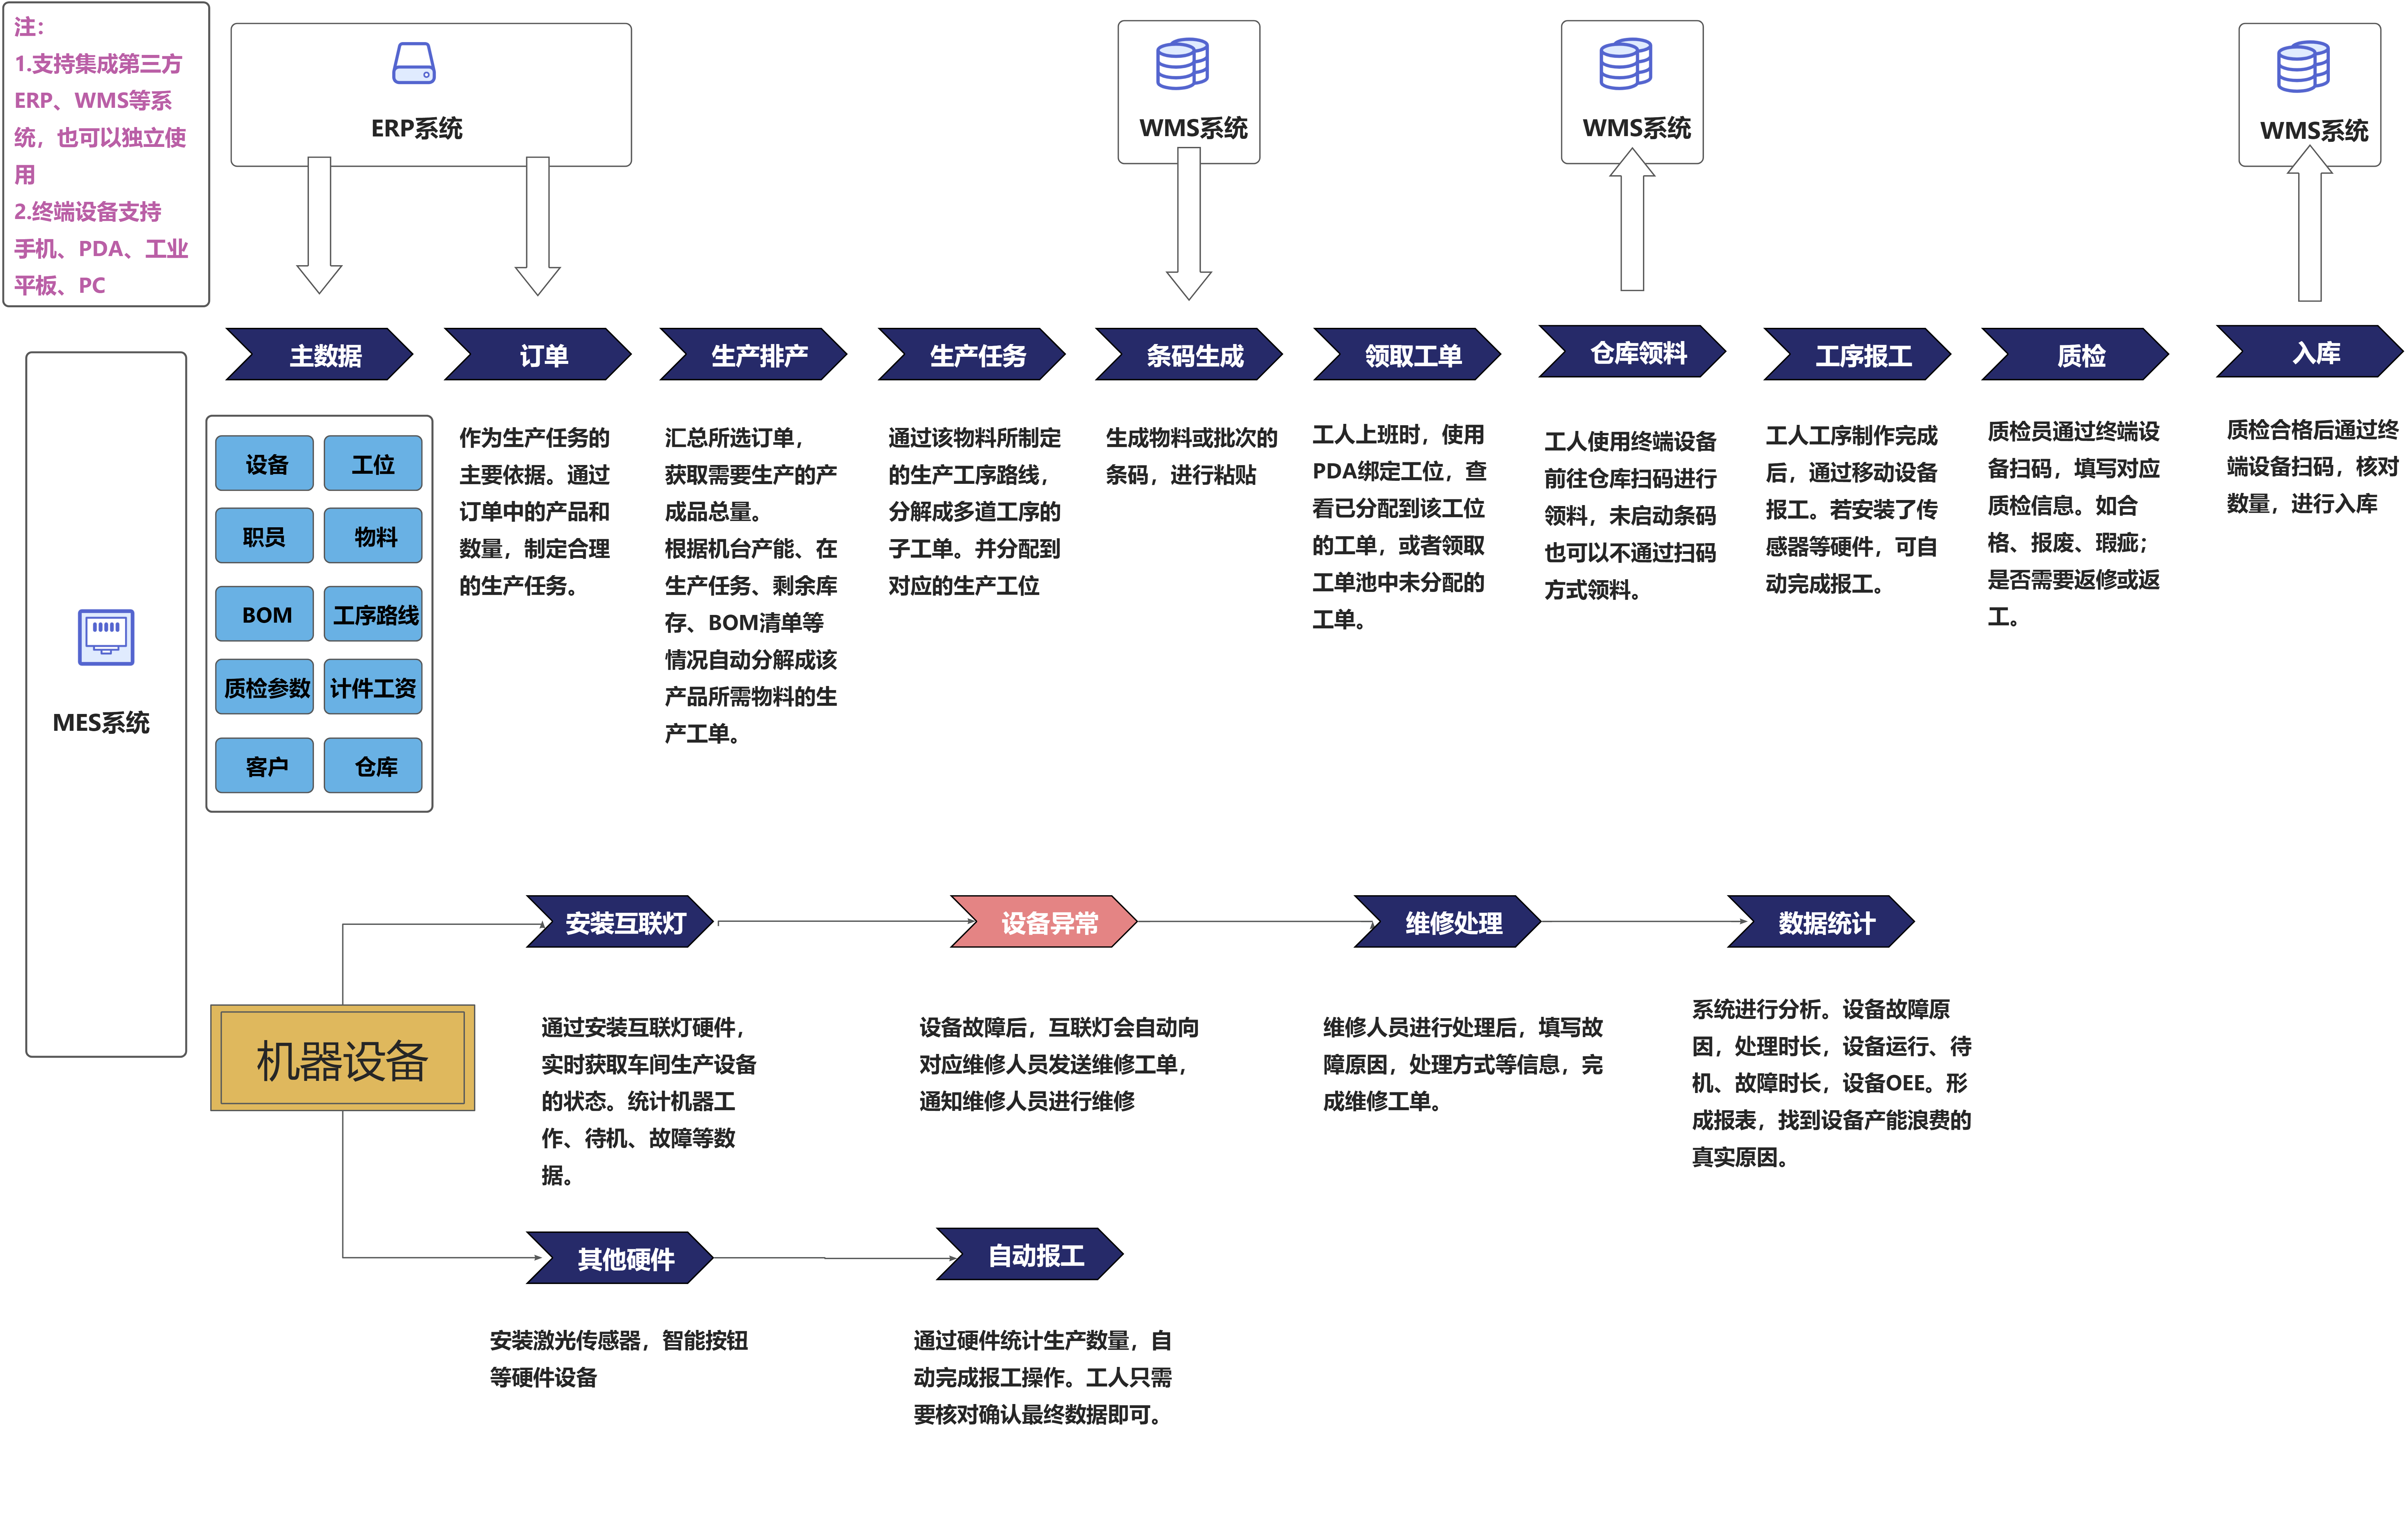 注：
1.支持集成第三方
ERP、WMS等系
统，也可以独立使
用
2.终端设备支持
手机、PDA、工业
平板、PC
ERP系统
WMS系统
WMS系统
WMS系统
MES系统
主数据
订单
生产排产
生产任务
条码生成
领取工单
仓库领料
工序报工
质检
入库
设备
工位
职员
物料
BOM
工序路线
质检参数
计件工资
客户
仓库
作为生产任务的
主要依据。通过
订单中的产品和
数量，制定合理
的生产任务。
汇总所选订单，
获取需要生产的产
成品总量。
根据机台产能、在
生产任务、剩余库
存、BOM清单等
情况自动分解成该
产品所需物料的生
产工单。
通过该物料所制定
的生产工序路线，
分解成多道工序的
子工单。并分配到
对应的生产工位
生成物料或批次的
条码，进行粘贴
工人上班时，使用
PDA绑定工位，查
看已分配到该工位
的工单，或者领取
工单池中未分配的
工单。
工人使用终端设备
前往仓库扫码进行
领料，未启动条码
也可以不通过扫码
方式领料。
工人工序制作完成
后，通过移动设备
报工。若安装了传
感器等硬件，可自
动完成报工。
质检员通过终端设
备扫码，填写对应
质检信息。如合
格、报废、瑕疵；
是否需要返修或返
工。
质检合格后通过终
端设备扫码，核对
数量，进行入库
机器设备
安装互联灯
设备异常
维修处理
数据统计
通过安装互联灯硬件，
实时获取车间生产设备
的状态。统计机器工
作、待机、故障等数
据。
设备故障后，互联灯会自动向
对应维修人员发送维修工单，
通知维修人员进行维修
维修人员进行处理后，填写故
障原因，处理方式等信息，完
成维修工单。
系统进行分析。设备故障原
因，处理时长，设备运行、待
机、故障时长，设备OEE。形
成报表，找到设备产能浪费的
真实原因。
其他硬件
自动报工
安装激光传感器，智能按钮
等硬件设备
通过硬件统计生产数量，自
动完成报工操作。工人只需
要核对确认最终数据即可。